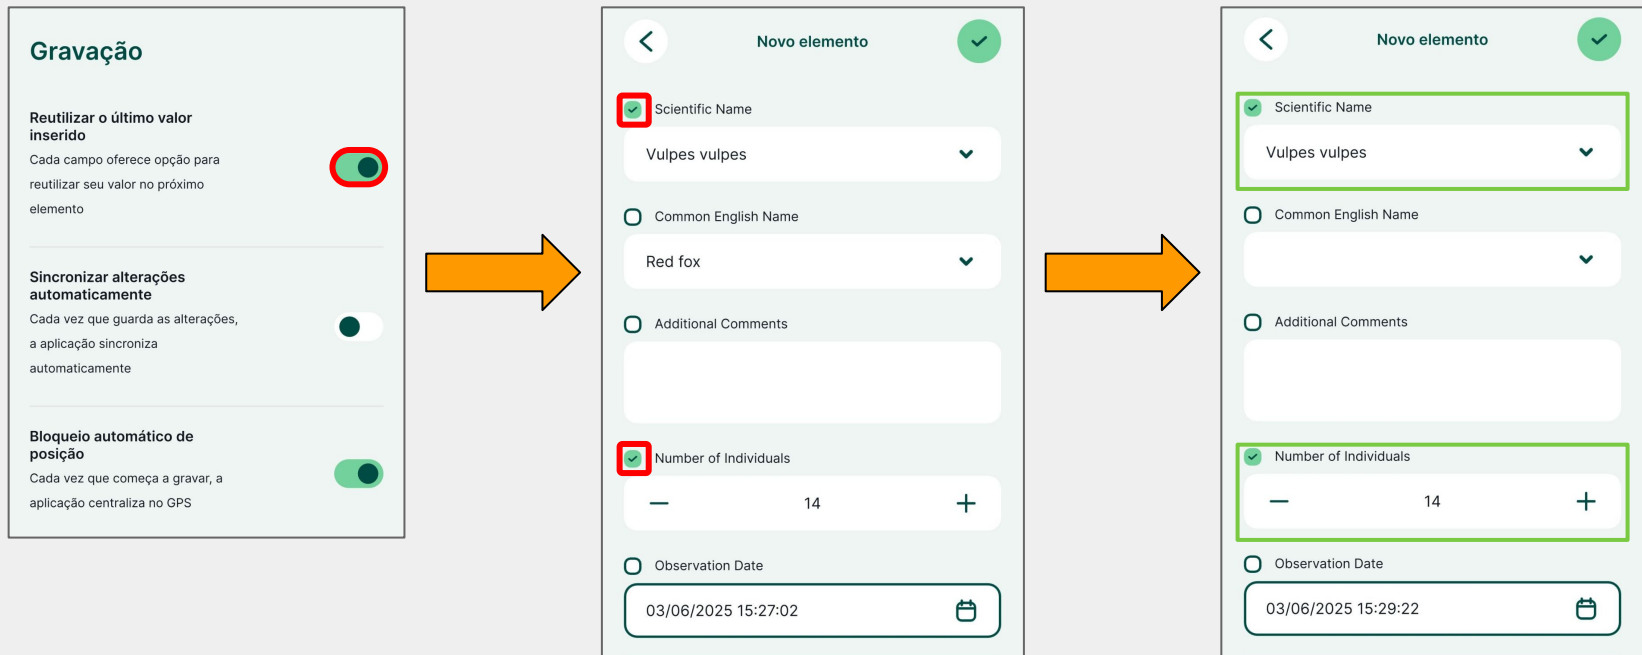 Gravação
Reutilizar o último valor
inserido
Cada campo oferece opção para
reutilizar seu valor no próximo
elemento
Sincronizar alterações
automaticamente
Cada vez que guarda as alterações,
a aplicação sincroniza
automaticamente
Bloqueio automático de
posição
Cada vez que começa a gravar, a
aplicação centraliza no GPS
Novo elemento
Scientific Name
Vulpes vulpes
Common English Name
Red fox
Additional Comments
Number of Individuals
14
Observation Date
03/06/2025 15:27:02
Novo elemento
Scientific Name
Vulpes vulpes
Common English Name
Additional Comments
Number of Individuals
14
Observation Date
03/06/2025 15:29:22